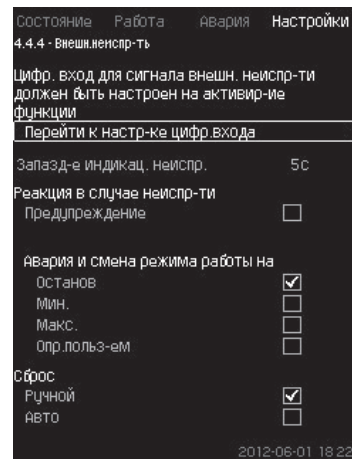 Состояние Работа Авария Настройки
4.4.4 - Внешн.неиспр-ть
Цифр. вход для сигнала внешн. неиспр-ти
должен быть настроен на активир-ие
функции
Перейти к настр-ке цифр.входа
Запазд-е индикац. неиспр. 5с
Реакция в случае неиспр-ти
Предупреждение
Авария и смена режима работы на
Останов
Мин.
Макс.
Опр.польз-ем
Сброс
Ручной
Авто
2012-06-01 18:22